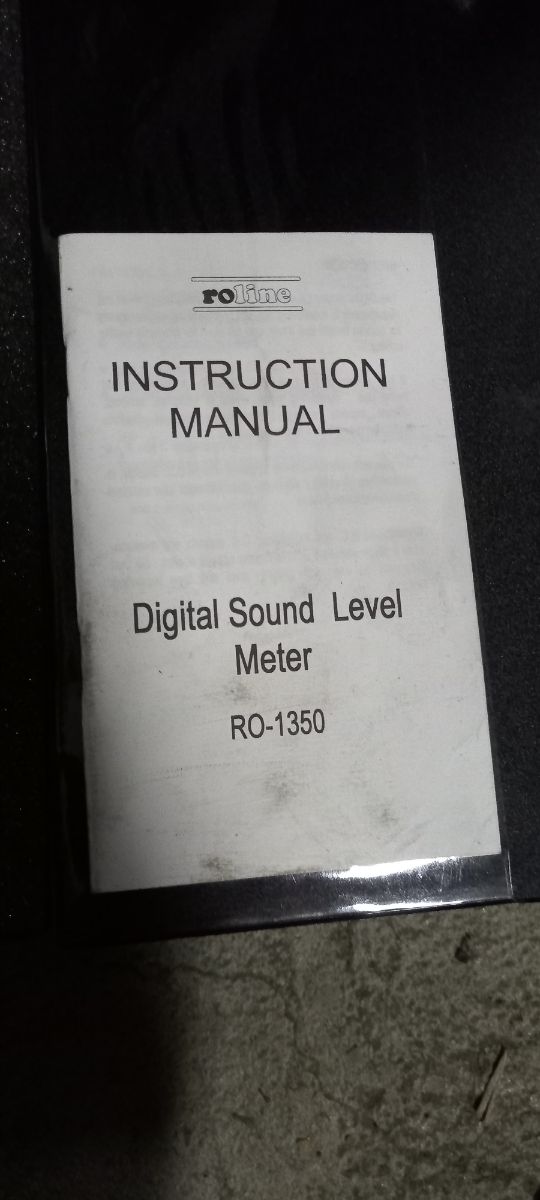 roline
INSTRUCTION
MANUAL
Digital Sound Level
Meter
RO-1350